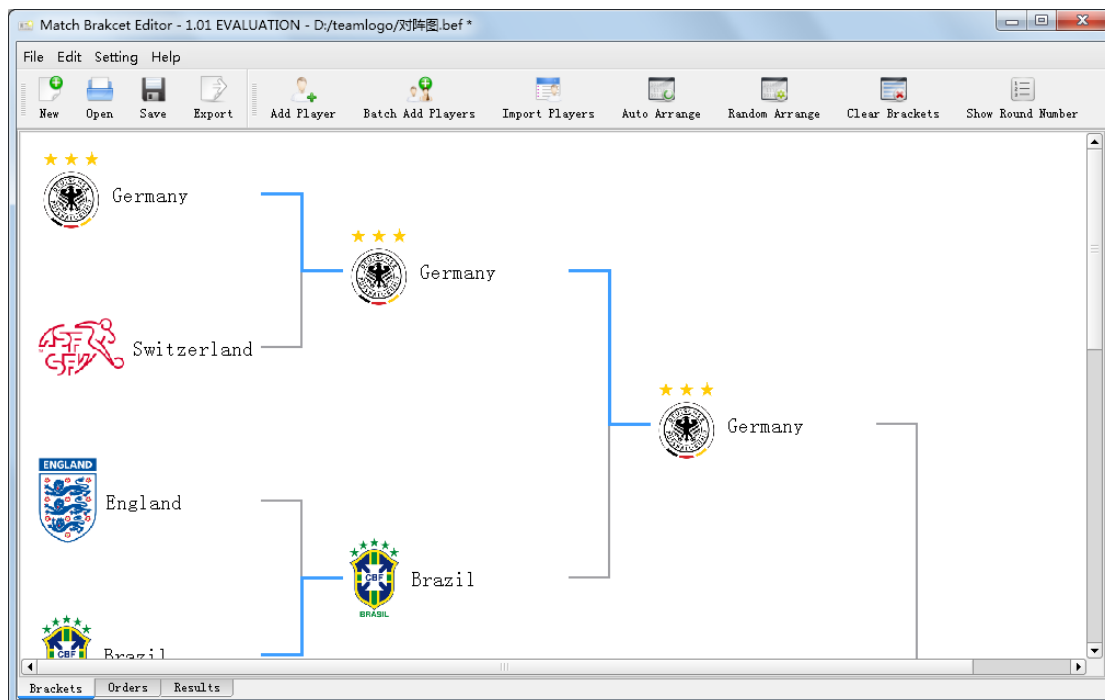 Match Brakcet Editor - 1.01 EVALUATION - D:/teamlogo/对阵图.bef *
File Edit Setting Help
New Open Save Export Add Player Batch Add Players Import Players Auto Arrange Random Arrange Clear Brackets Show Round Number
Germany
Germany
ASF
SFV
Switzerland
Germany
ENGLAND
England
CBF
BRASIL
Brazil
CBF
Brazil
Brackets Orders Results